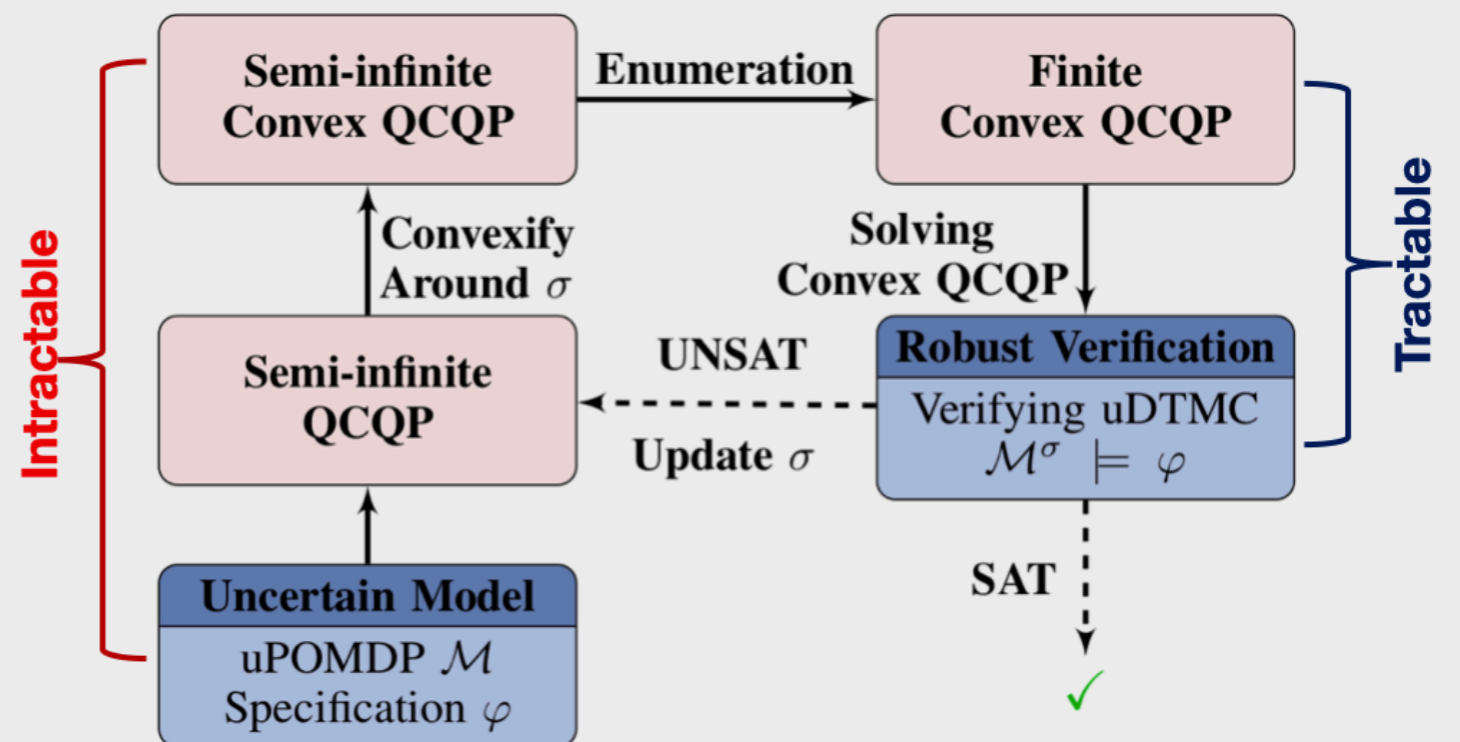 Semi-infinite
Convex QCQP
Enumeration
Finite
Convex QCQP
Intractable
Convexify
Around σ
Solving
Convex QCQP
Tractable
Semi-infinite
QCQP
UNSAT
Update σ
Robust Verification
Verifying uDTMC
ℳ^σ ⊨ φ
Uncertain Model
uPOMDP ℳ
Specification φ
SAT
✓